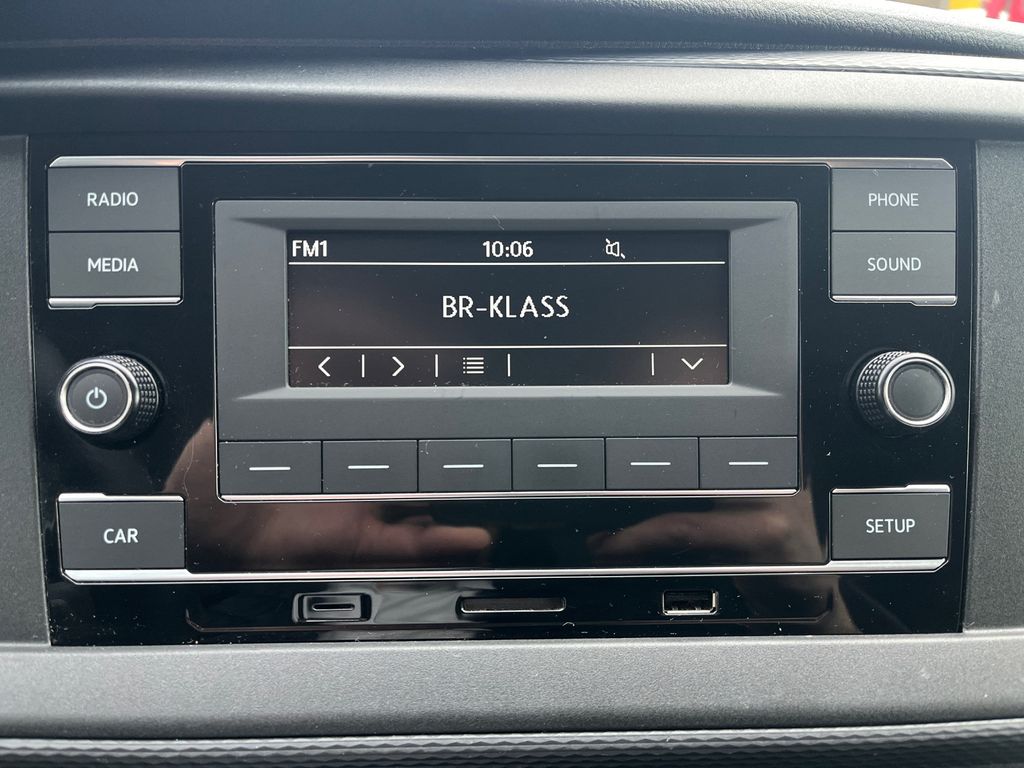 RADIO
PHONE
MEDIA
SOUND
FM1 10:06
BR-KLASS
CAR
SETUP